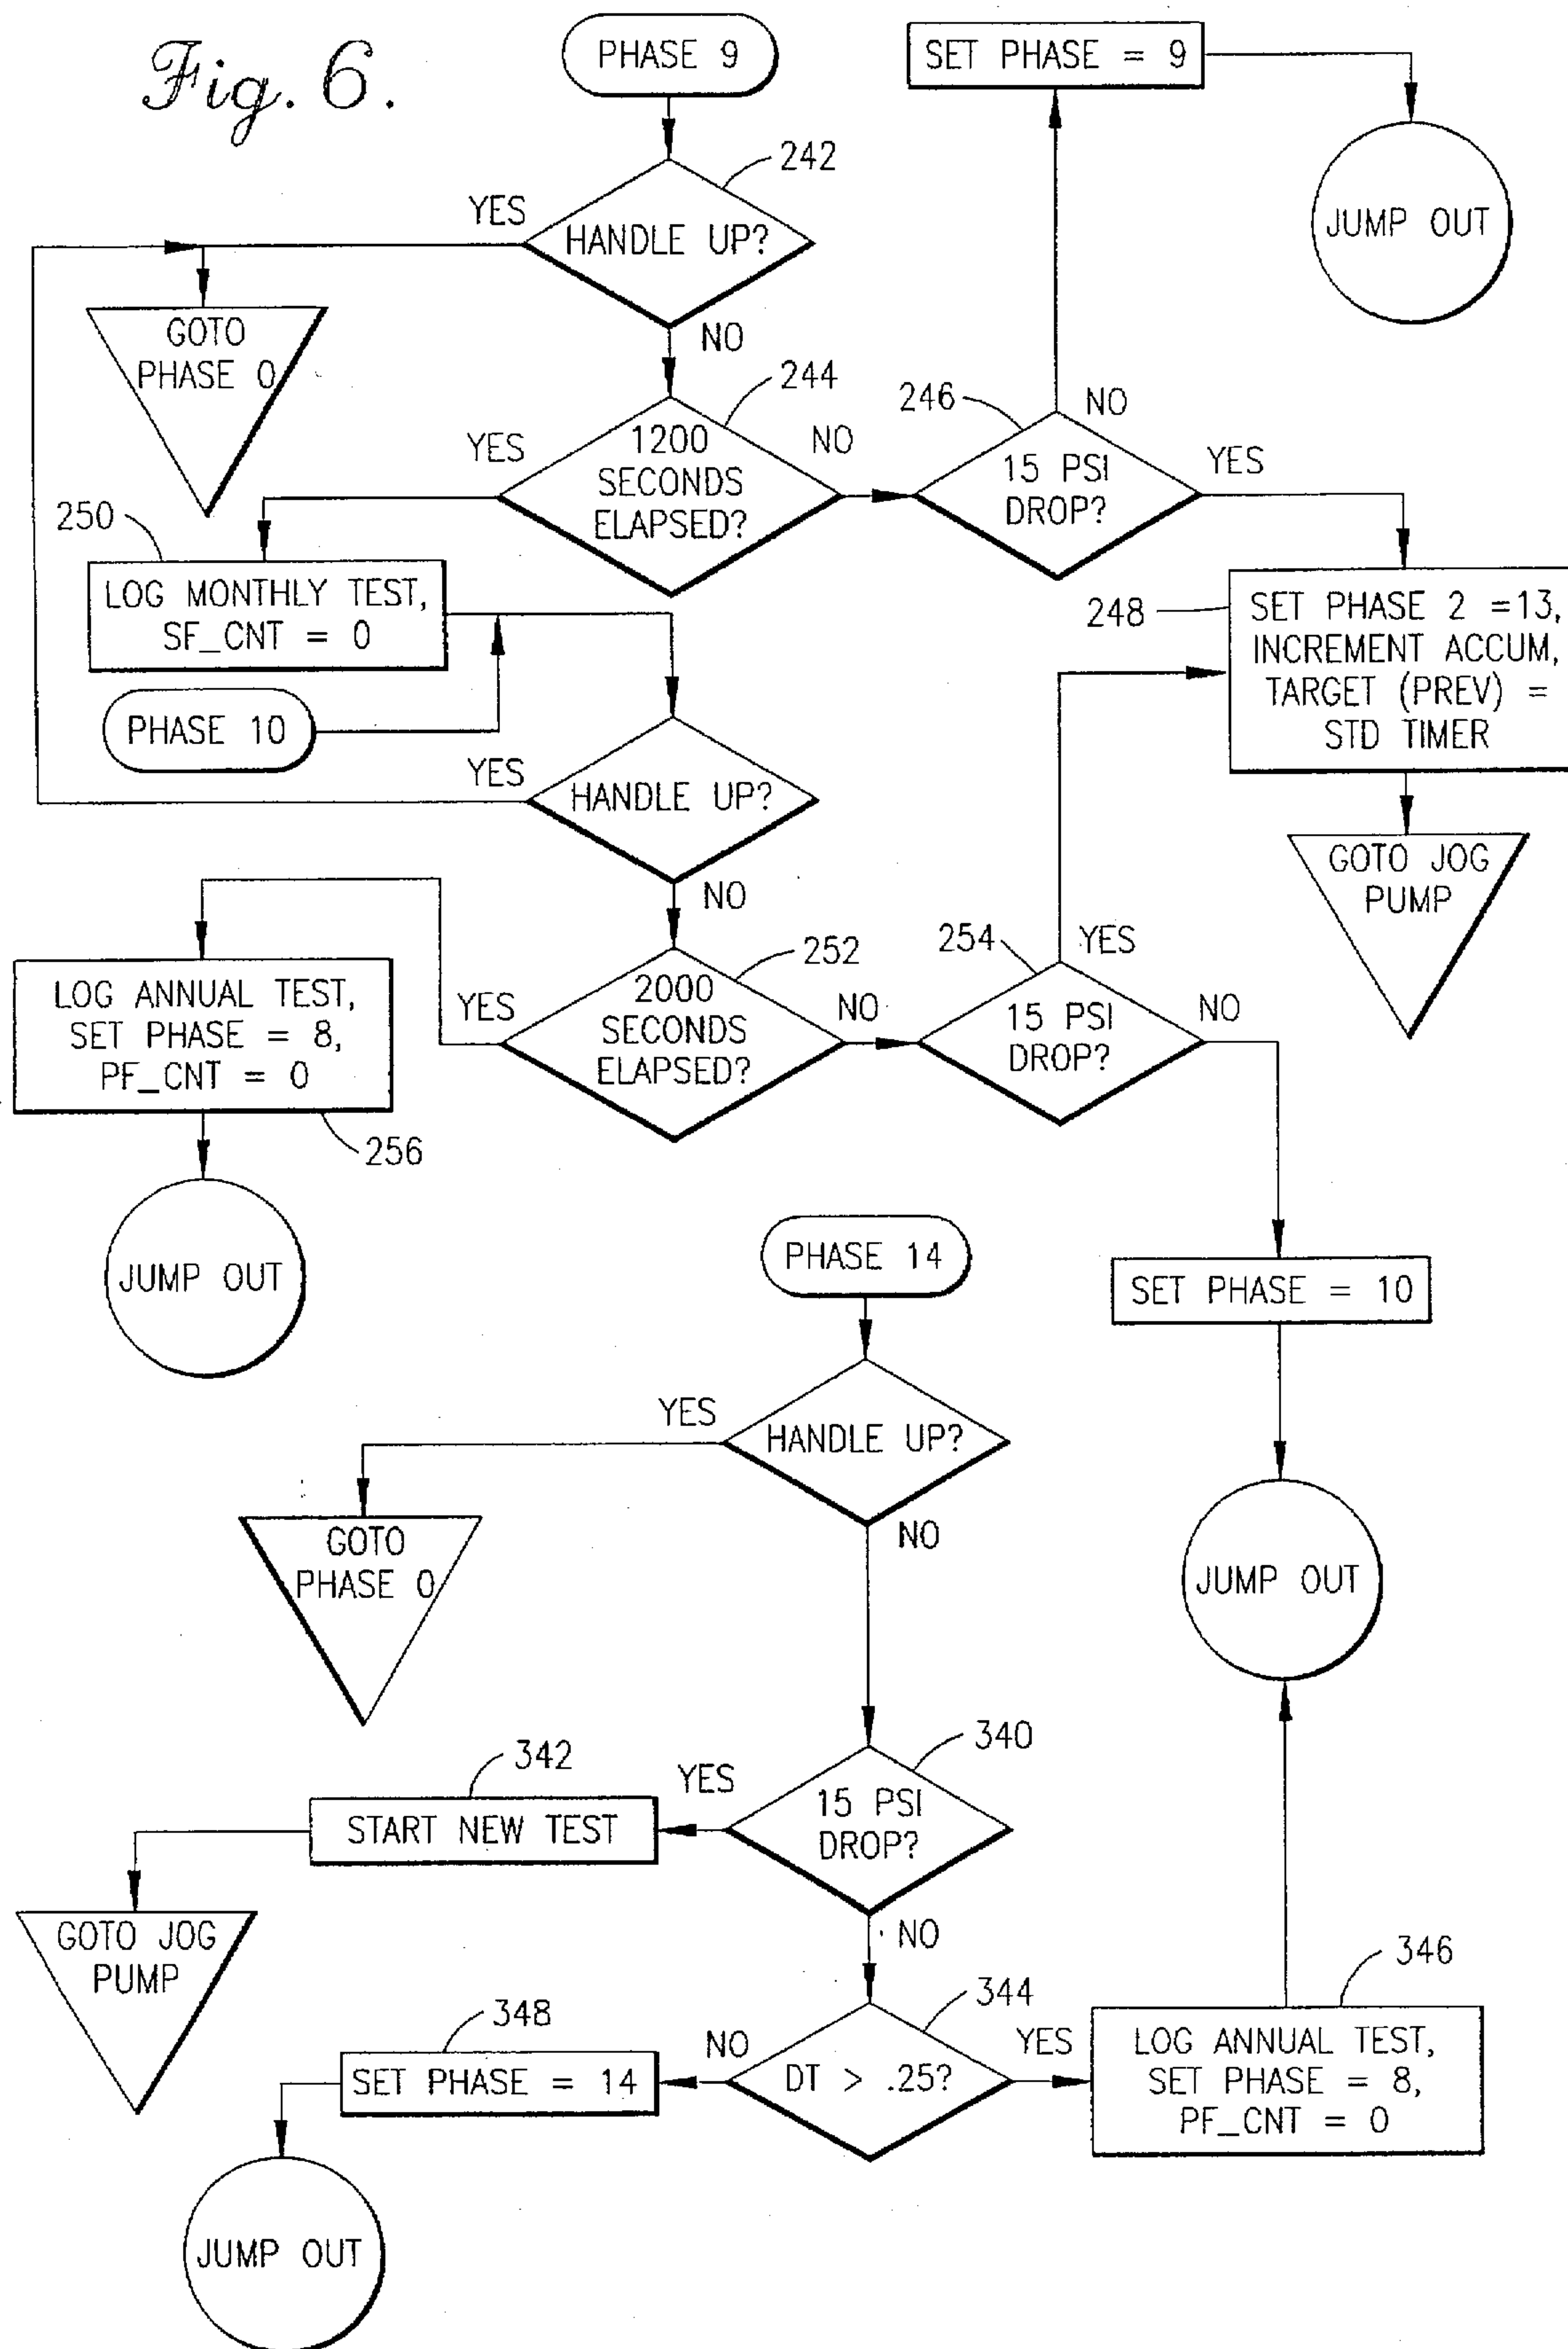 Fig. 6.
PHASE 9
SET PHASE = 9
242
YES
HANDLE UP?
JUMP OUT
NO
GOTO
PHASE 0
244
246
NO
YES
1200
SECONDS
ELAPSED?
NO
15 PSI
DROP?
YES
250
LOG MONTHLY TEST,
SF_CNT = 0
248
SET PHASE 2 =13,
INCREMENT ACCUM,
TARGET (PREV) =
STD TIMER
PHASE 10
YES
HANDLE UP?
NO
GOTO JOG
PUMP
252
254
YES
LOG ANNUAL TEST,
SET PHASE = 8,
PF_CNT = 0
YES
2000
SECONDS
ELAPSED?
NO
15 PSI
DROP?
NO
256
JUMP OUT
PHASE 14
SET PHASE = 10
YES
HANDLE UP?
NO
GOTO
PHASE 0
JUMP OUT
340
342
YES
START NEW TEST
15 PSI
DROP?
NO
GOTO JOG
PUMP
344
346
348
NO
SET PHASE = 14
DT > .25?
YES
LOG ANNUAL TEST,
SET PHASE = 8,
PF_CNT = 0
JUMP OUT